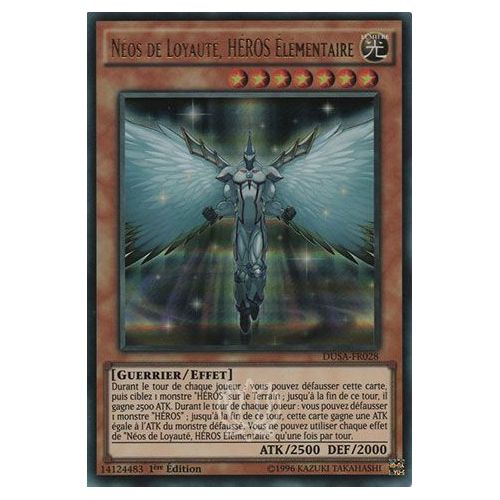 NÉOS DE LOYAUTÉ, HÉROS ÉLÉMENTAIRE
LUMIÈRE
光
DUSA-FR028
[GUERRIER/EFFET]
Durant le tour de chaque joueur : vous pouvez défausser cette carte,
puis ciblez 1 monstre "HÉROS" sur le Terrain ; jusqu'à la fin de ce tour, il
gagne 2500 ATK. Durant le tour de chaque joueur : vous pouvez défausser
1 monstre "HÉROS" ; jusqu'à la fin de ce tour, cette carte gagne une ATK
égale à l'ATK du monstre défaussé. Vous ne pouvez utiliser chaque effet
de "Néos de Loyauté, HÉROS Élémentaire" qu'une fois par tour.
ATK/2500 DEF/2000
14124483 1ère Édition ©1996 KAZUKI TAKAHASHI